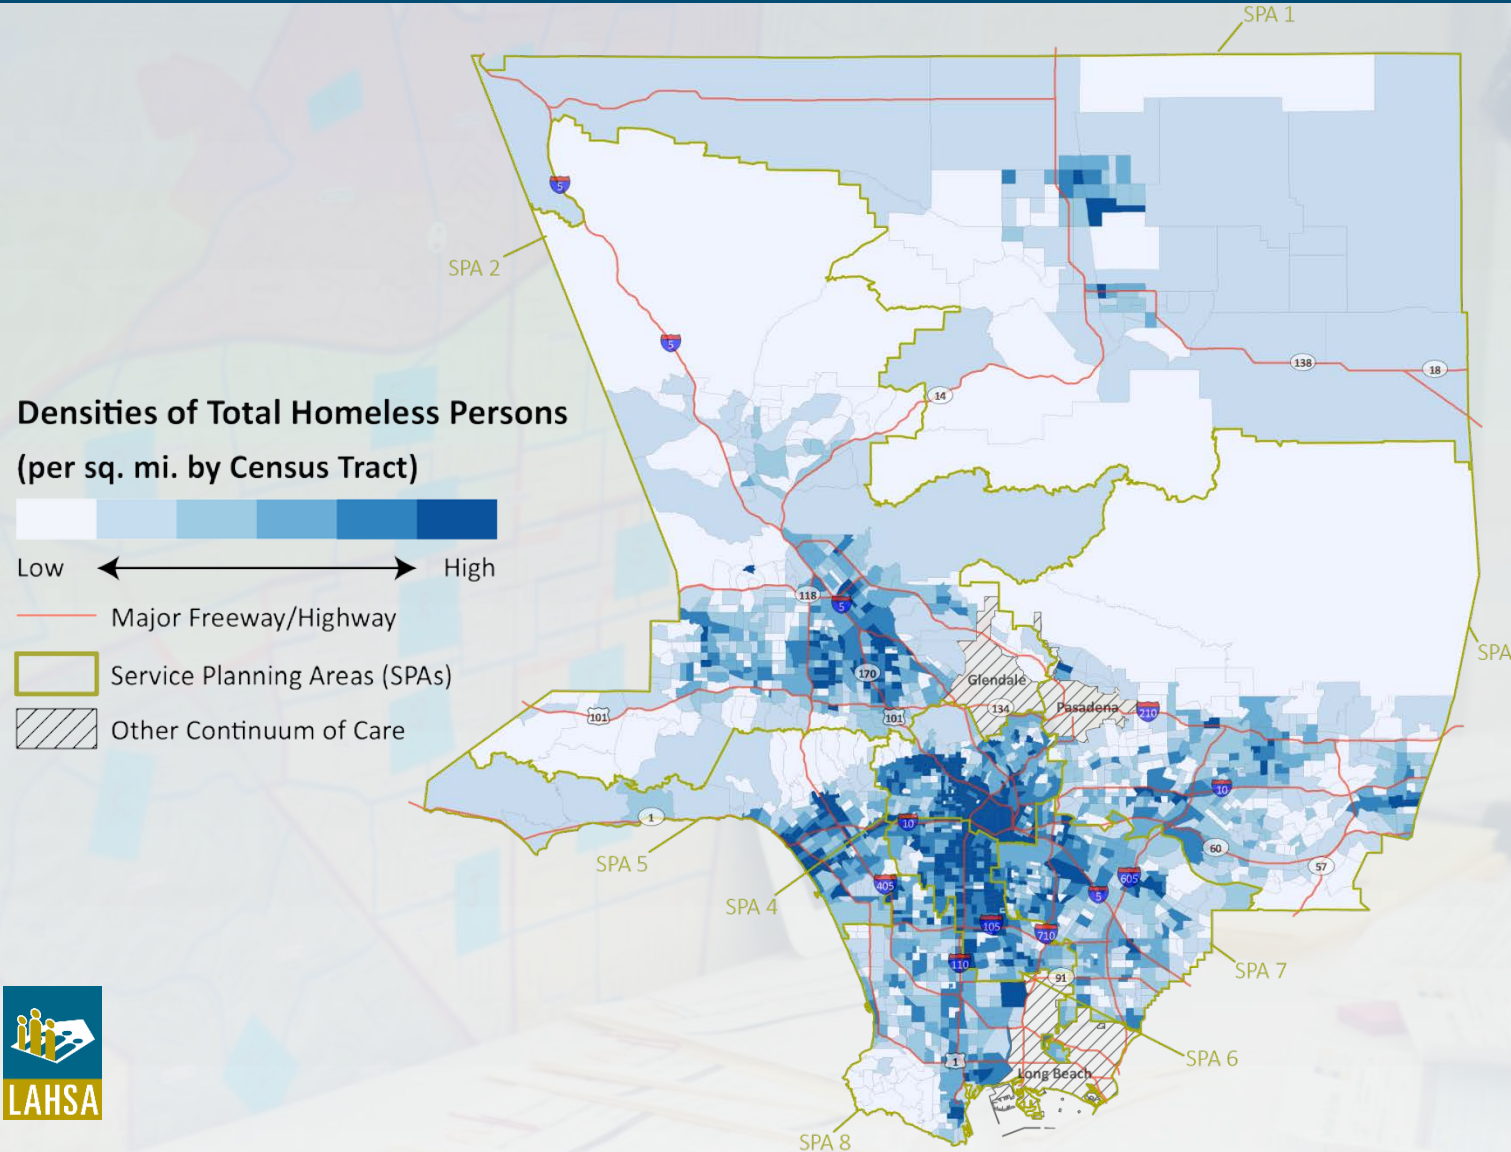 SPA 1
5
SPA 2
5
138
18
14
Densities of Total Homeless Persons
(per sq. mi. by Census Tract)
Low
High
Major Freeway/Highway
Service Planning Areas (SPAs)
Other Continuum of Care
118
5
170
Glendale
134
Pasadena
210
SPA
101
101
10
1
10
60
57
SPA 5
405
605
5
SPA 4
105
710
110
91
SPA 7
1
SPA 6
Long Beach
LAHSA
SPA 8